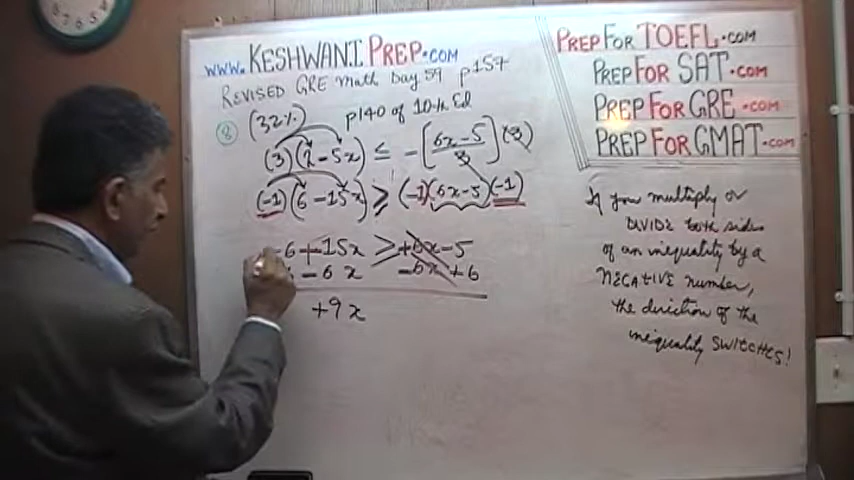 www.KESHWANIPREP.COM
REVISED GRE Math Day 59 p157
p140 of 10th Ed
8 (32%)
(3)(2-5x) ≤ -[6x-5/3](3)
(-1)(6-15x) ≥ (-1)(6x-5)(-1)
-6+15x ≥ +6x-5
-6x -6x+6
+9x
PREPFORTOEFL.COM
PREPFORSAT.COM
PREPFORGRE.COM
PREPFORGMAT.COM
If you multiply or
DIVIDE both sides
of an inequality by a
NEGATIVE number,
the direction of the
inequality SWITCHES!